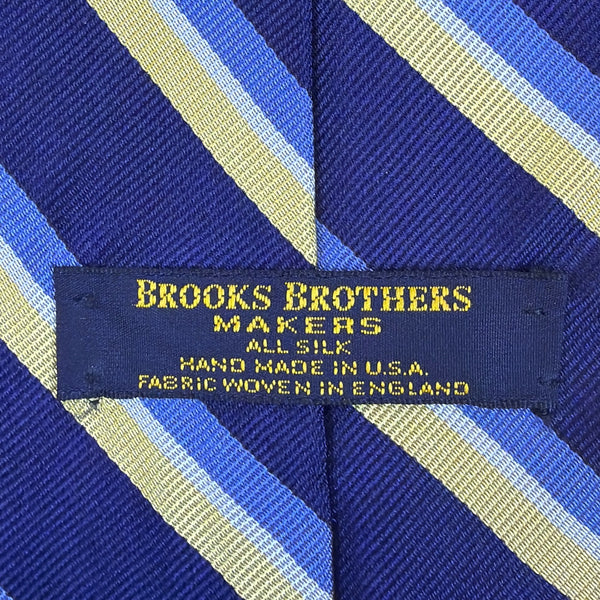 BROOKS BROTHERS
MAKERS
ALL SILK
HAND MADE IN U.S.A.
FABRIC WOVEN IN ENGLAND